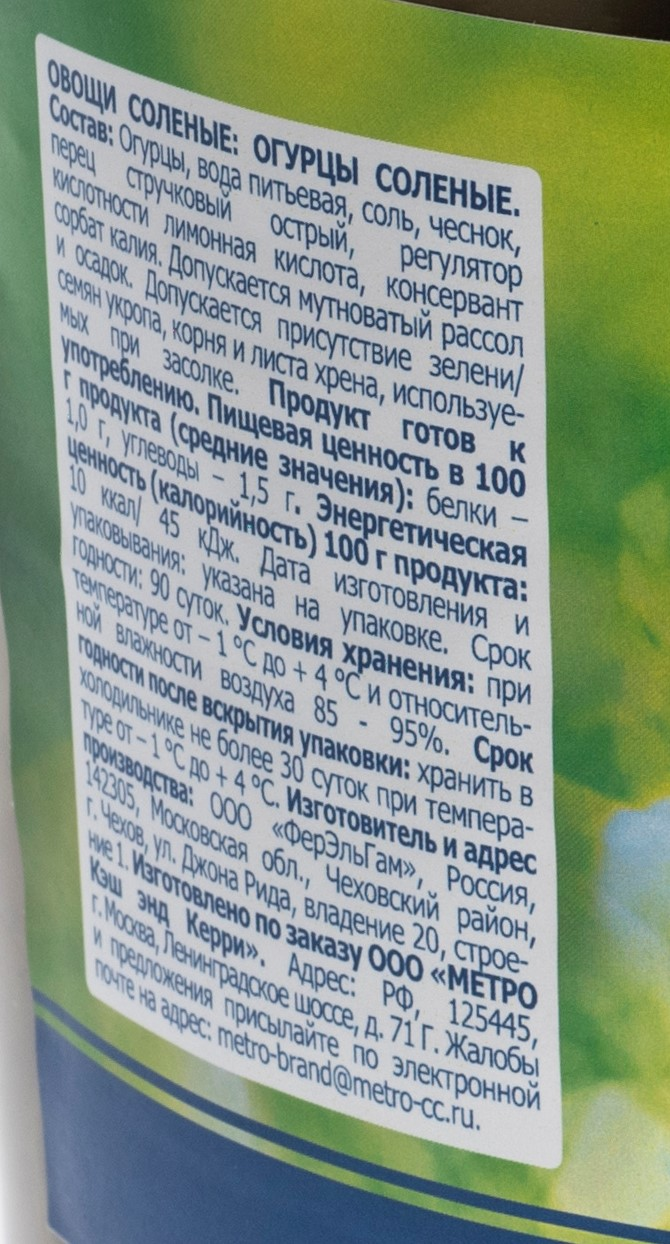 ОВОЩИ СОЛЕНЫЕ: ОГУРЦЫ СОЛЕНЫЕ.
Состав: Огурцы, вода питьевая, соль, чеснок,
перец стручковый острый, регулятор
кислотности лимонная кислота, консервант
сорбат калия. Допускается мутноватый рассол
и осадок. Допускается присутствие зелени/
семян укропа, корня и листа хрена, используе-
мых при засолке. Продукт готов к
употреблению. Пищевая ценность в 100
г продукта (средние значения): белки –
1,0 г, углеводы – 1,5 г. Энергетическая
ценность (калорийность) 100 г продукта:
10 ккал/ 45 кДж. Дата изготовления и
упаковывания: указана на упаковке. Срок
годности: 90 суток. Условия хранения: при
температуре от – 1 °С до + 4 °С и относитель-
ной влажности воздуха 85 - 95%. Срок
годности после вскрытия упаковки: хранить в
холодильнике не более 30 суток при темпера-
туре от – 1 °С до + 4 °С. Изготовитель и адрес
производства: ООО «ФерЭльГам», Россия,
142305, Московская обл., Чеховский район,
г. Чехов, ул. Джона Рида, владение 20, строе-
ние 1. Изготовлено по заказу ООО «МЕТРО
Кэш энд Керри». Адрес: РФ, 125445,
г. Москва, Ленинградское шоссе, д. 71 Г. Жалобы
и предложения присылайте по электронной
почте на адрес: metro-brand@metro-cc.ru.